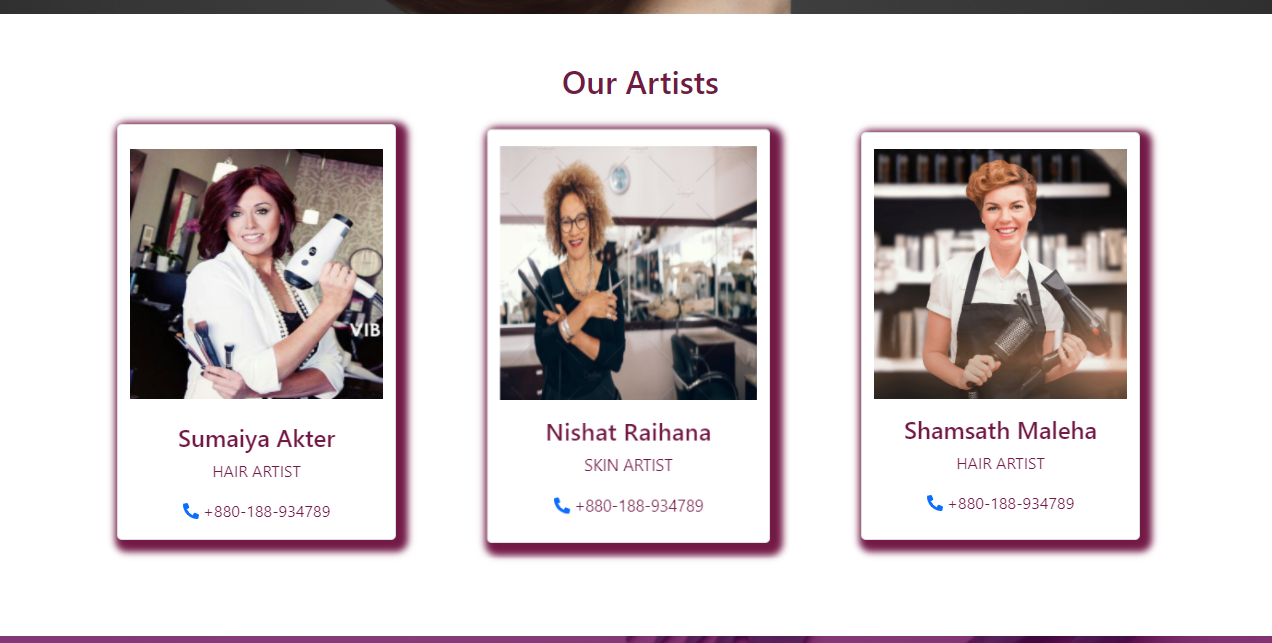 Our Artists
VIB
Sumaiya Akter
HAIR ARTIST
+880-188-934789
Nishat Raihana
SKIN ARTIST
+880-188-934789
Shamsath Maleha
HAIR ARTIST
+880-188-934789